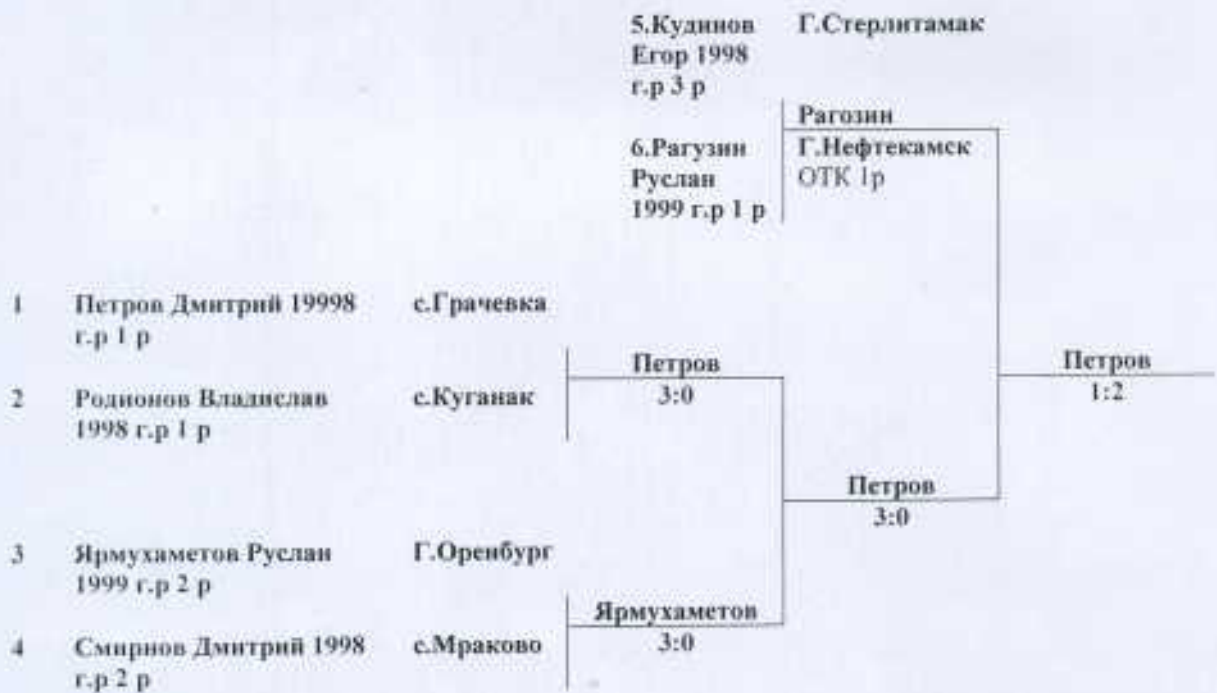 5.Кудинов Г.Стерлитамак
Егор 1998
г.р 3 р
Рагозин
6.Рагузин Г.Нефтекамск
Руслан ОТК 1р
1999 г.р 1 р
1 Петров Дмитрий 19998 с.Грачевка
г.р 1 р
Петров Петров
2 Родионов Владислав с.Куганак 3:0 1:2
1998 г.р 1 р
Петров
3:0
3 Ярмухаметов Руслан Г.Оренбург
1999 г.р 2 р
Ярмухаметов
4 Смирнов Дмитрий 1998 с.Мраково 3:0
г.р 2 р